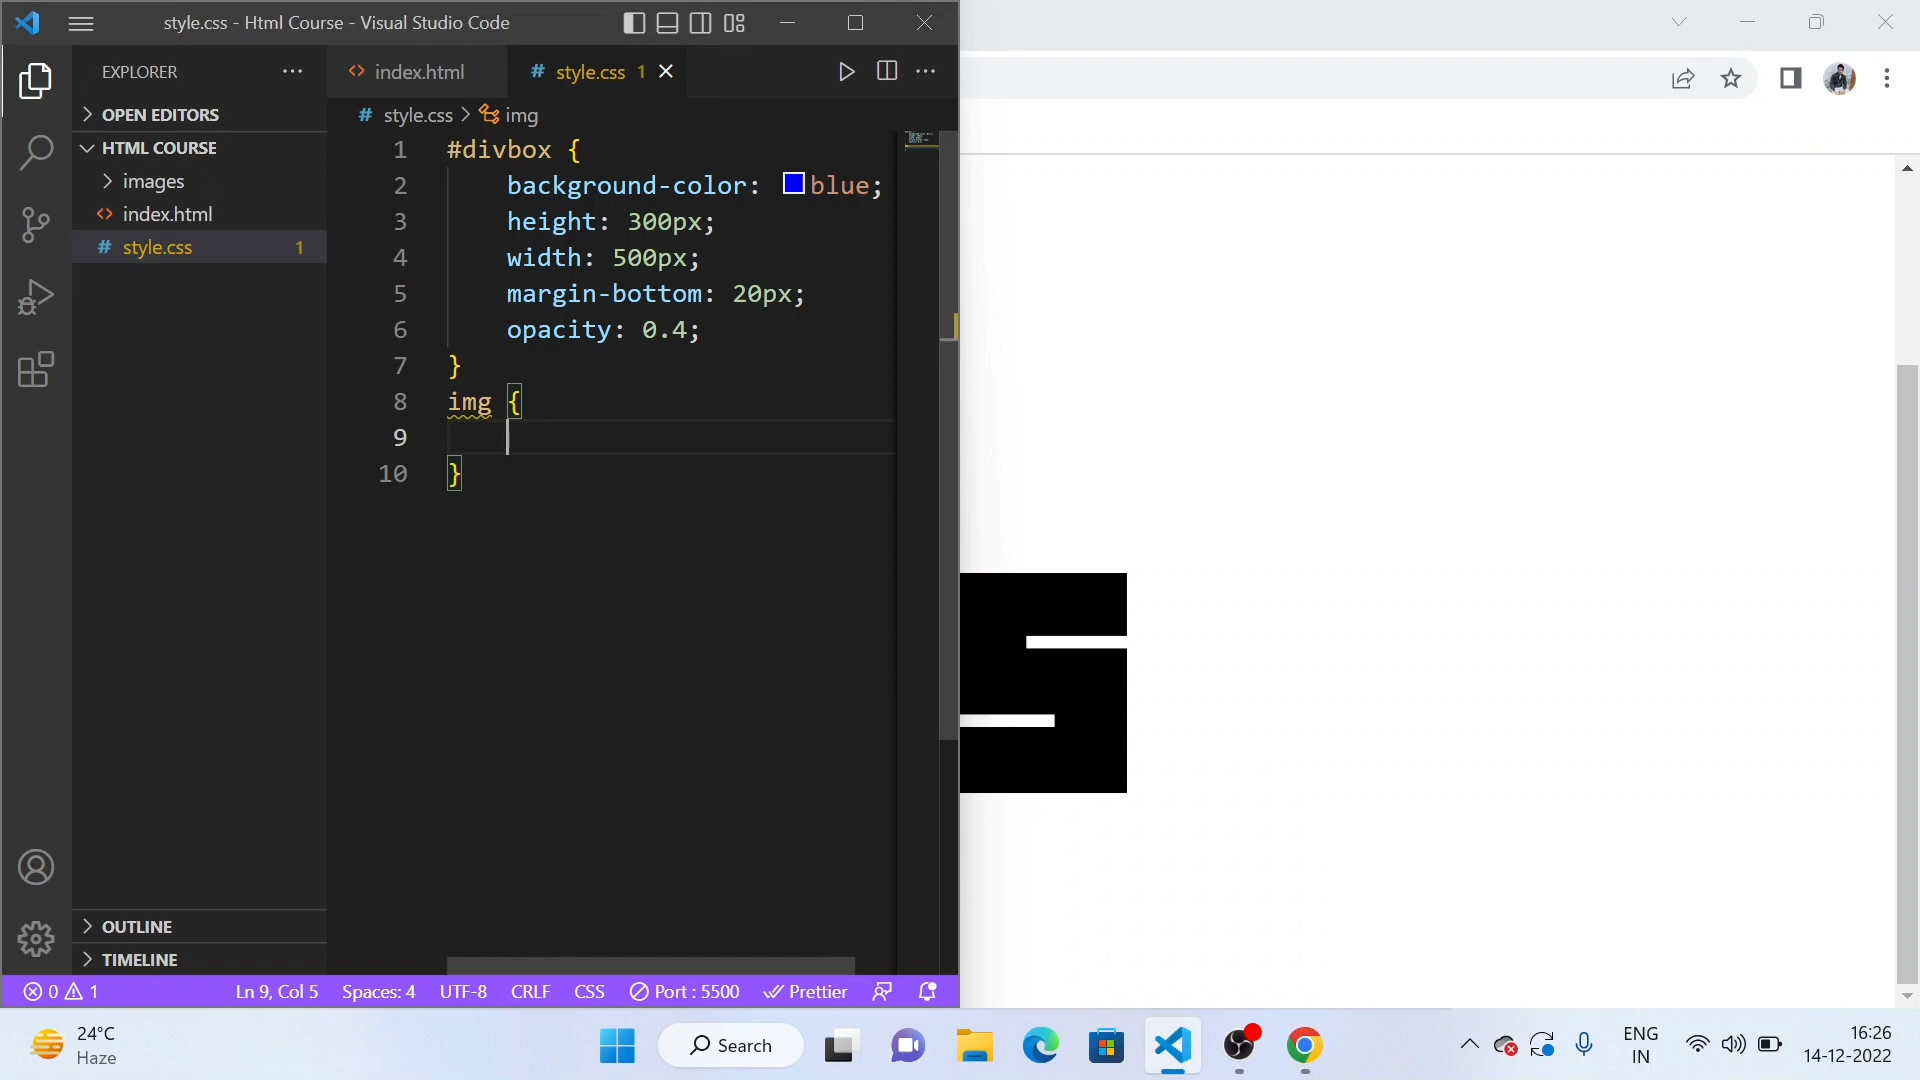 style.css - Html Course - Visual Studio Code
EXPLORER
index.html
# style.css 1
OPEN EDITORS
# style.css > img
HTML COURSE
images
index.html
# style.css 1
1 #divbox {
2 background-color: blue;
3 height: 300px;
4 width: 500px;
5 margin-bottom: 20px;
6 opacity: 0.4;
7 }
8 img {
9
10 }
S
OUTLINE
TIMELINE
0 1 Ln 9, Col 5 Spaces: 4 UTF-8 CRLF CSS Port : 5500 Prettier
24°C
Haze
Search
ENG
IN
16:26
14-12-2022